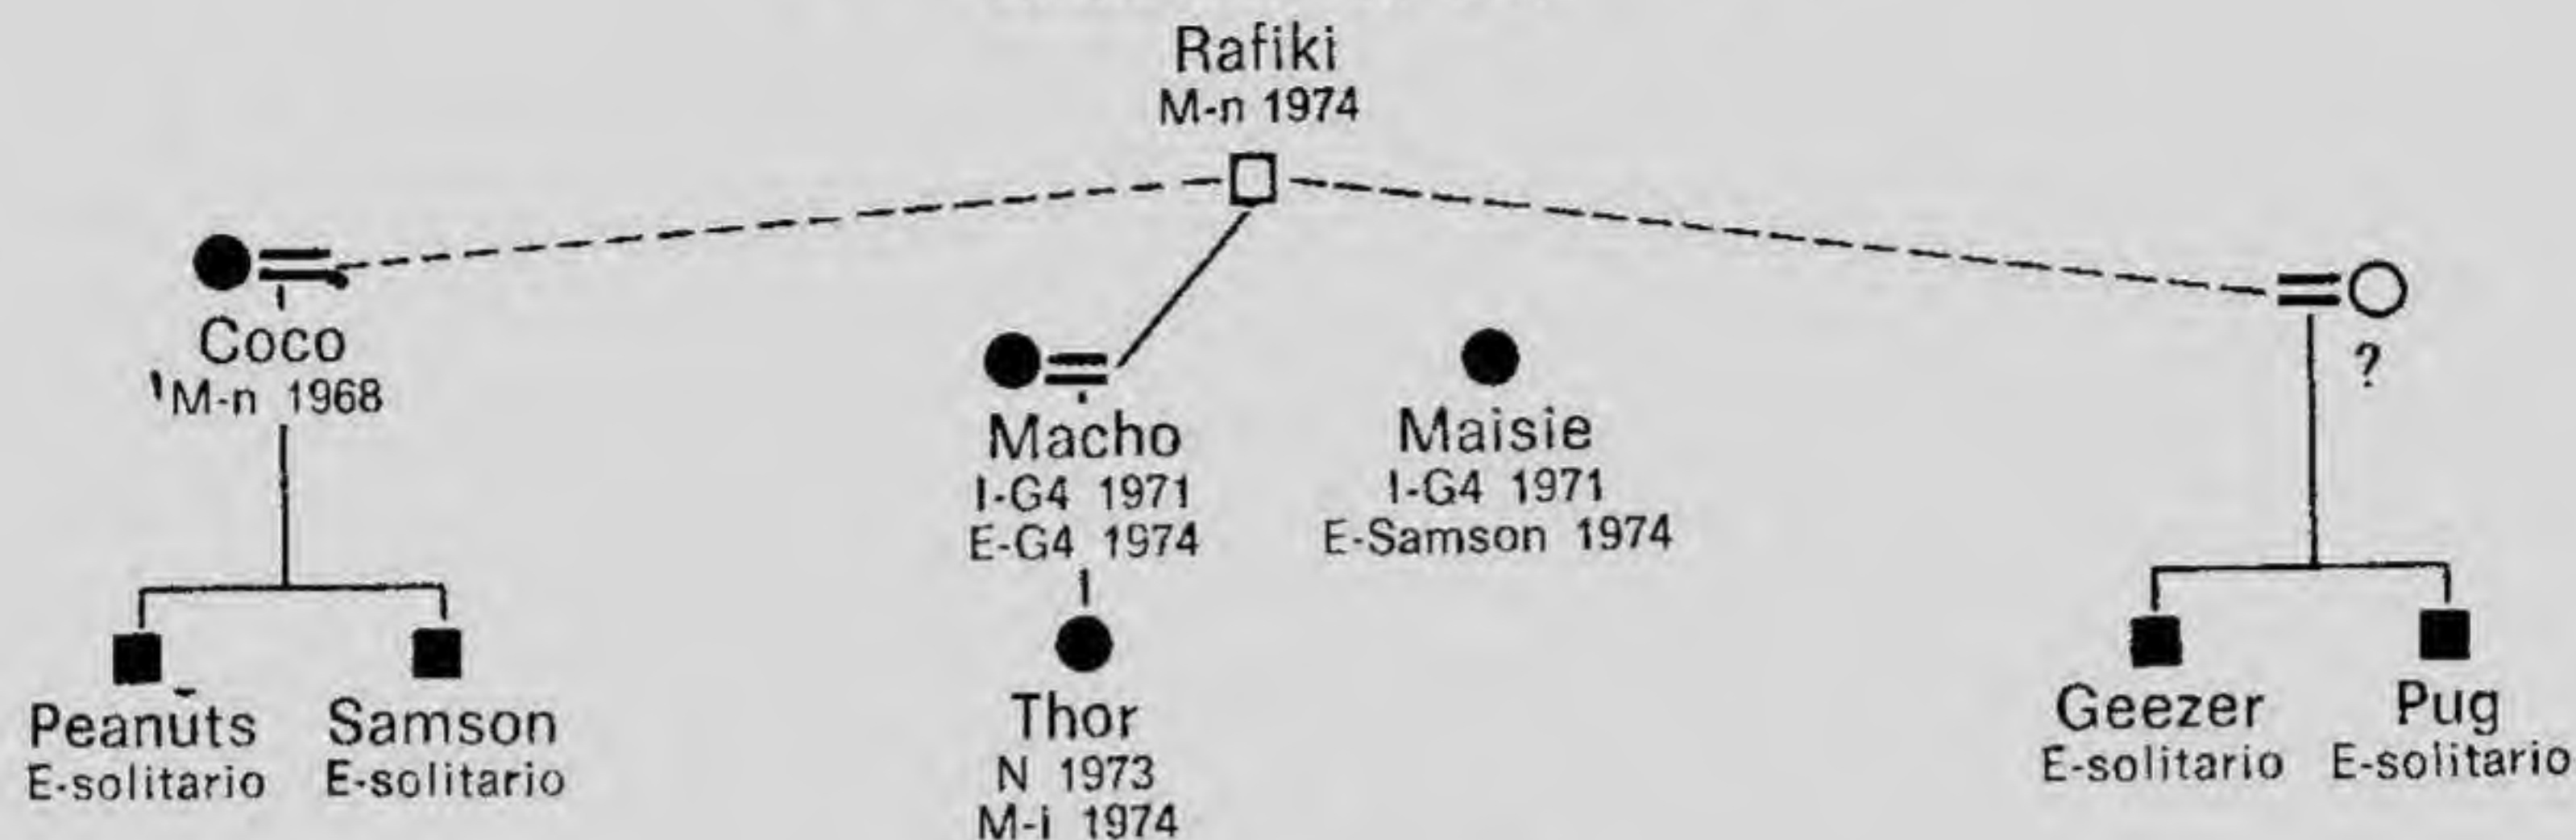 Rafiki
M-n 1974
Coco
M-n 1968
?
Macho
I-G4 1971
E-G4 1974
Maisie
I-G4 1971
E-Samson 1974
Peanuts
E-solitario
Samson
E-solitario
Thor
N 1973
M-i 1974
Geezer
E-solitario
Pug
E-solitario